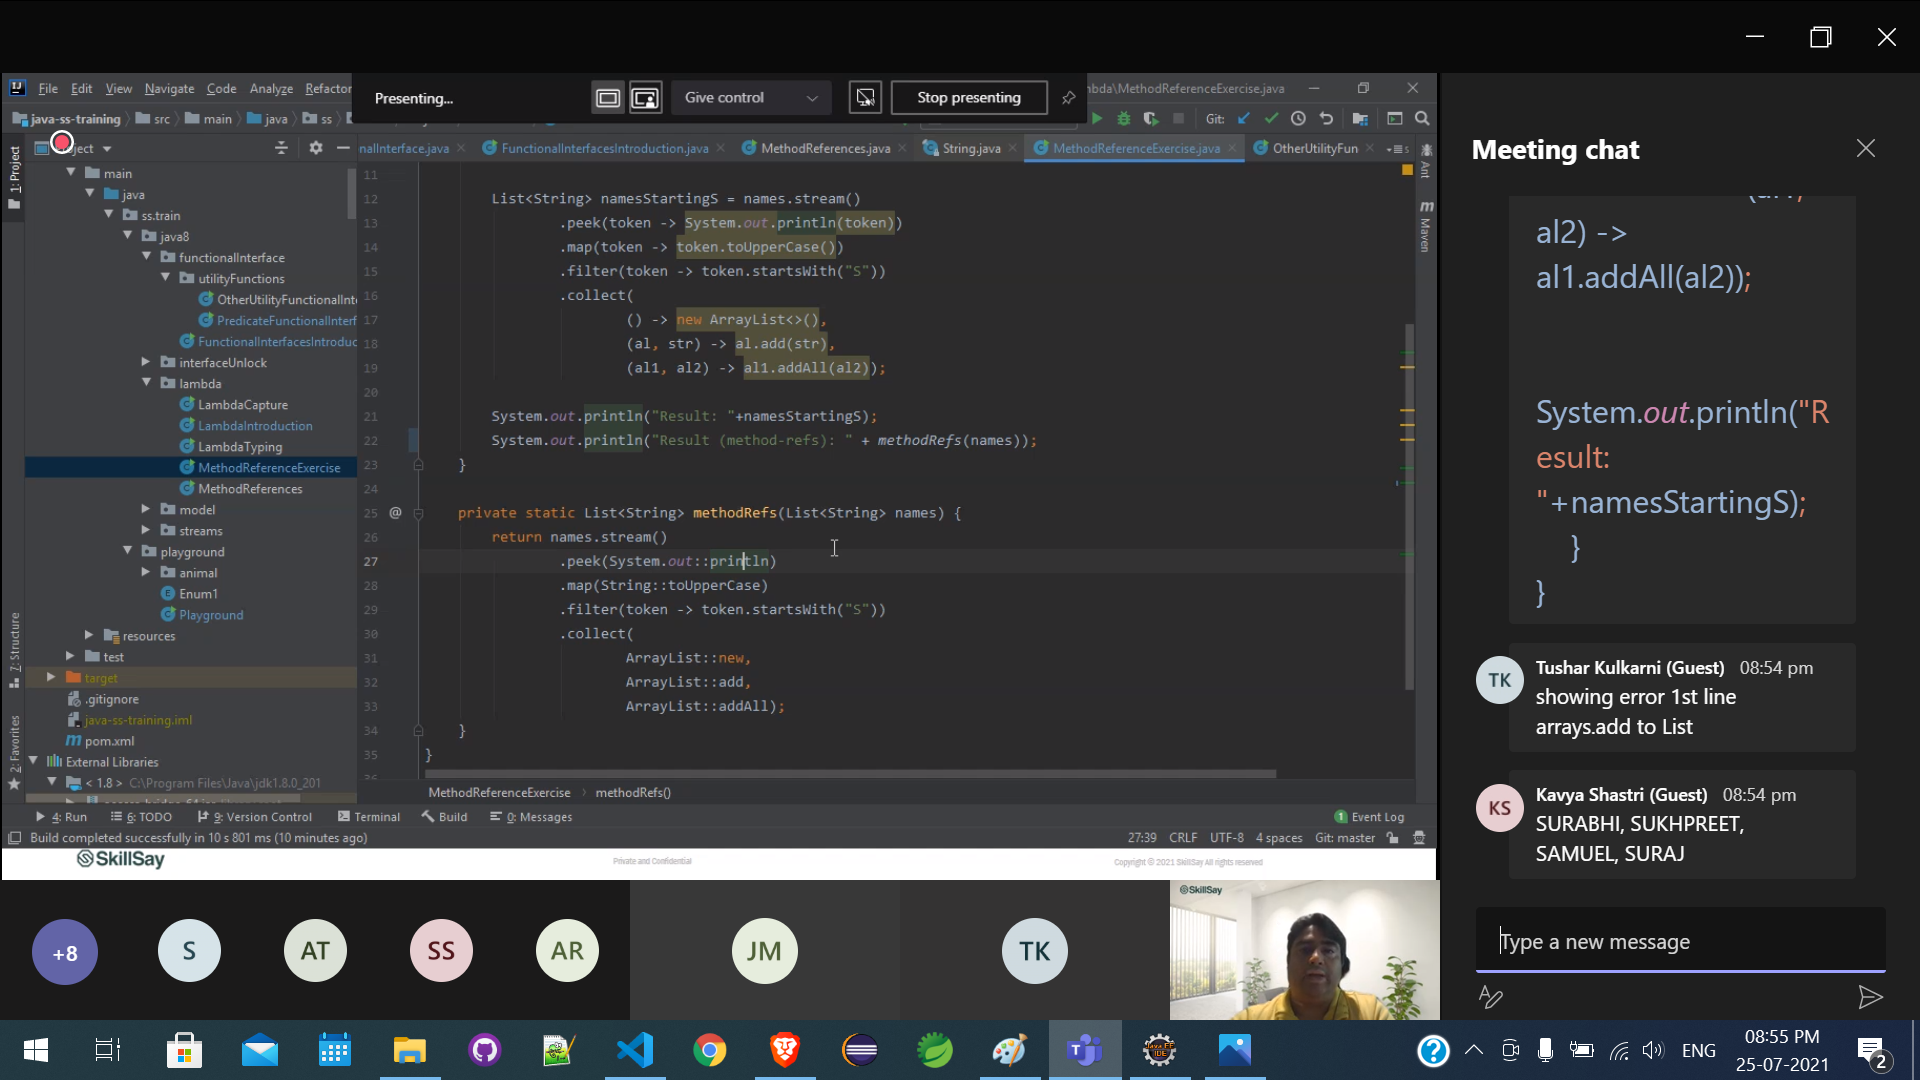 File Edit View Navigate Code Analyze Refactor
Presenting...
Give control
Stop presenting
\MethodReferenceExercise.java
java-ss-training src main java ss
Git:
nalInterface.java FunctionalInterfacesIntroduction.java MethodReferences.java String.java MethodReferenceExercise.java OtherUtilityFun
1: Project
7: Structure
2: Favorites
Ant
Maven
main
java
ss.train
java8
functionalInterface
utilityFunctions
OtherUtilityFunctionalInte
PredicateFunctionalInterf
FunctionalInterfacesIntroduc
interfaceUnlock
lambda
LambdaCapture
LambdaIntroduction
LambdaTyping
MethodReferenceExercise
MethodReferences
model
streams
playground
animal
Enum1
Playground
resources
test
target
.gitignore
java-ss-training.iml
pom.xml
External Libraries
< 1.8 > C:\Program Files\Java\jdk1.8.0_201
11
12 List<String> namesStartingS = names.stream()
13 .peek(token -> System.out.println(token))
14 .map(token -> token.toUpperCase())
15 .filter(token -> token.startsWith("S"))
16 .collect(
17 () -> new ArrayList<>(),
18 (al, str) -> al.add(str),
19 (al1, al2) -> al1.addAll(al2));
20
21 System.out.println("Result: "+namesStartingS);
22 System.out.println("Result (method-refs): " + methodRefs(names));
23 }
24
25 @ private static List<String> methodRefs(List<String> names) {
26 return names.stream()
27 .peek(System.out::println)
28 .map(String::toUpperCase)
29 .filter(token -> token.startsWith("S"))
30 .collect(
31 ArrayList::new,
32 ArrayList::add,
33 ArrayList::addAll);
34 }
35 }
MethodReferenceExercise methodRefs()
4: Run 6: TODO 9: Version Control Terminal Build 0: Messages 1 Event Log
Build completed successfully in 10 s 801 ms (10 minutes ago) 27:39 CRLF UTF-8 4 spaces Git: master
SkillSay Private and Confidential Copyright © 2021 SkillSay All rights reserved
+8 S AT SS AR JM TK
SkillSay
Meeting chat
al2) ->
al1.addAll(al2));
System.out.println("R
esult:
"+namesStartingS);
}
}
TK Tushar Kulkarni (Guest) 08:54 pm
showing error 1st line
arrays.add to List
KS Kavya Shastri (Guest) 08:54 pm
SURABHI, SUKHPREET,
SAMUEL, SURAJ
Type a new message
ENG
08:55 PM
25-07-2021
2